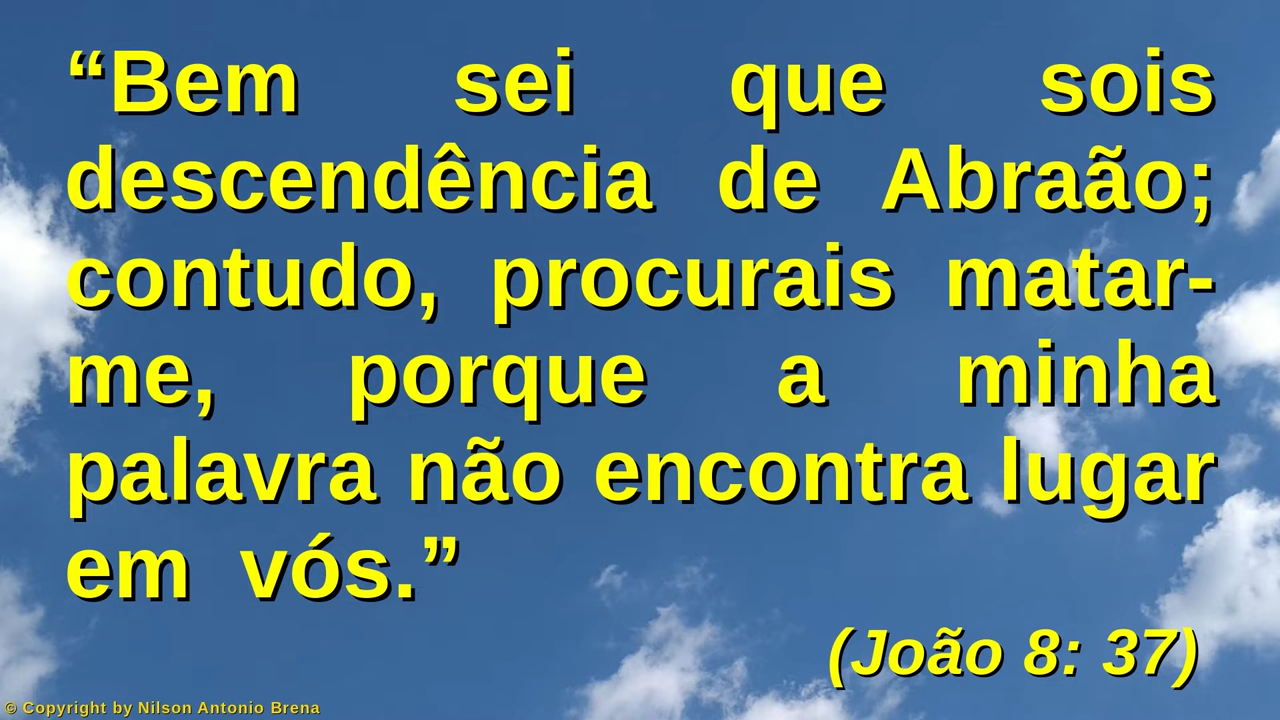 “Bem sei que sois
descendência de Abraão;
contudo, procurais matar-
me, porque a minha
palavra não encontra lugar
em vós.”
(João 8: 37)
© Copyright by Nilson Antonio Brena